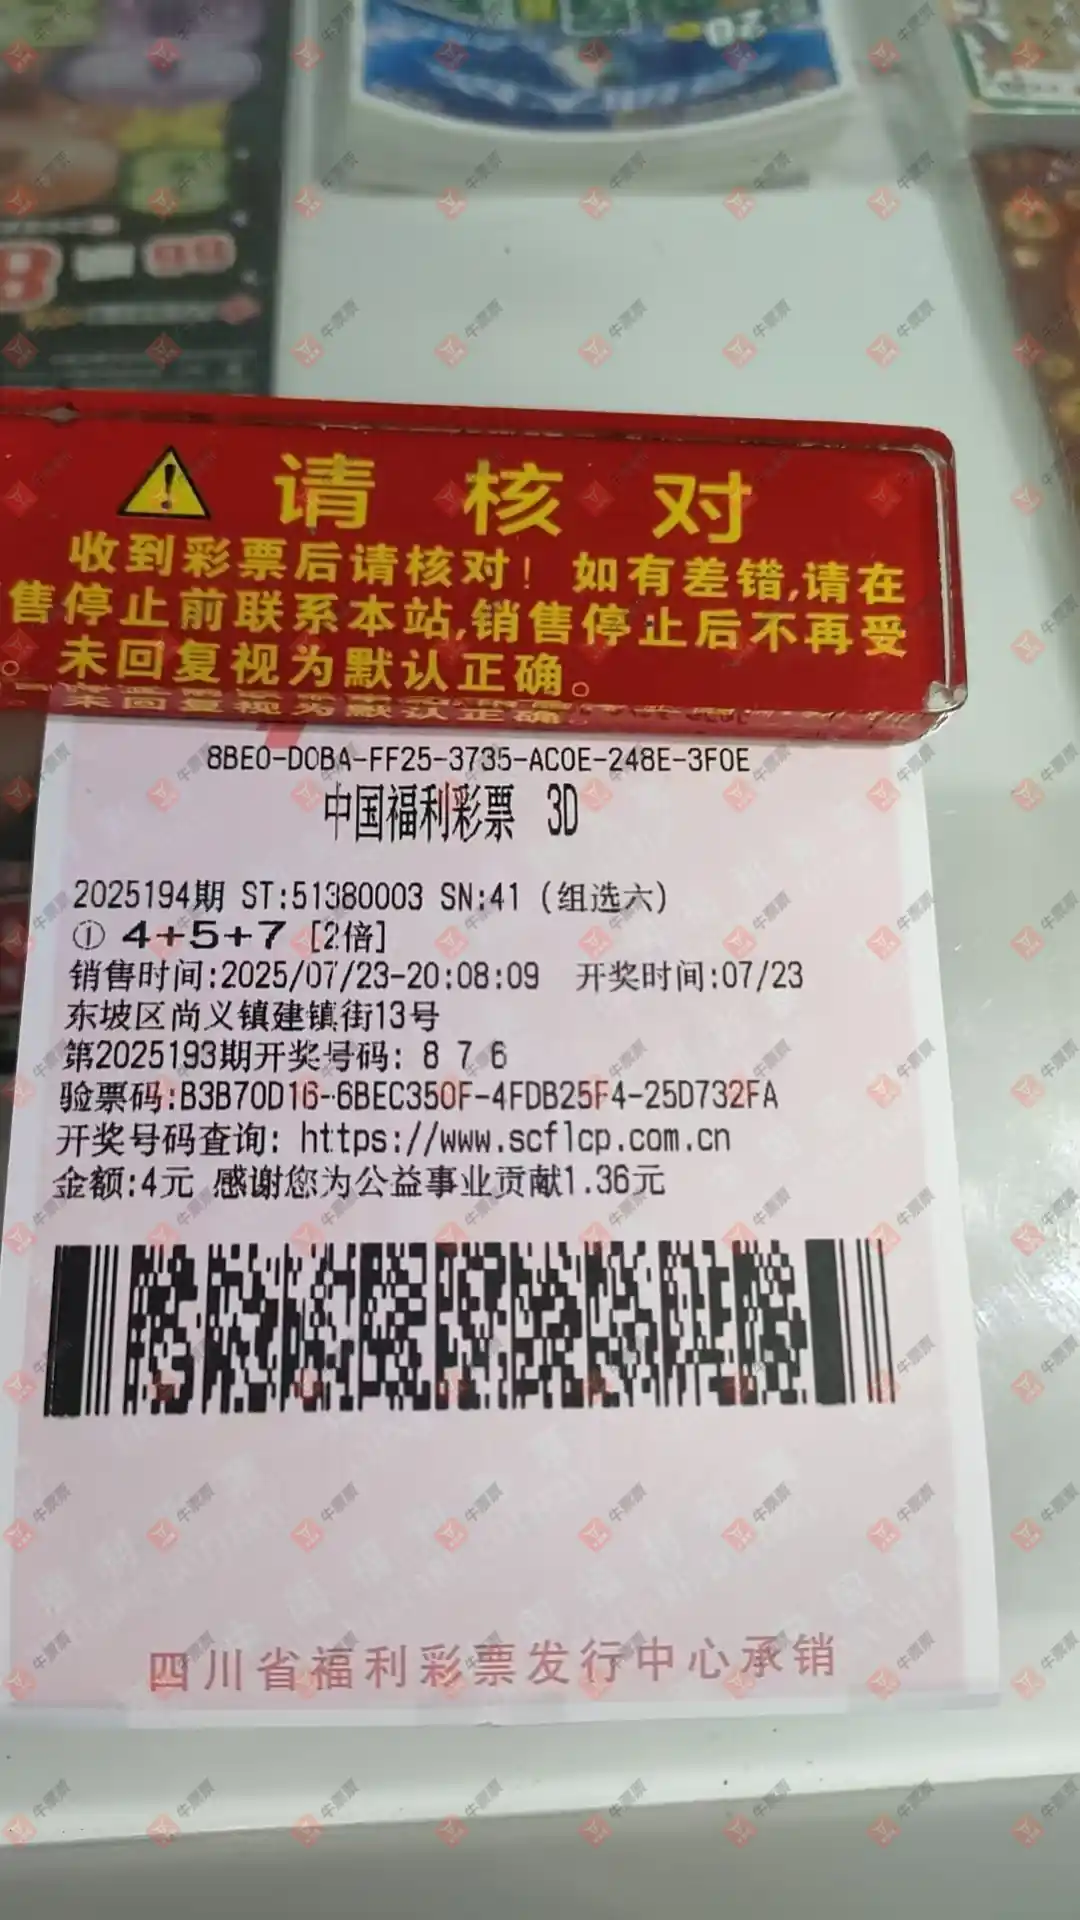 请 核 对
收到彩票后请核对! 如有差错,请在
售停止前联系本站,销售停止后不再受
。未回复视为默认正确。
8BE0-D0BA-FF25-3735-AC0E-248E-3F0E
中国福利彩票 3D
2025194期 ST:51380003 SN:41 (组选六)
① 4+5+7 [2倍]
销售时间:2025/07/23-20:08:09 开奖时间:07/23
东坡区尚义镇建镇街13号
第2025193期开奖号码: 8 7 6
验票码:B3B70D16-6BEC350F-4FDB25F4-25D732FA
开奖号码查询: https://www.scflcp.com.cn
金额:4元 感谢您为公益事业贡献1.36元
四川省福利彩票发行中心承销
牛票票